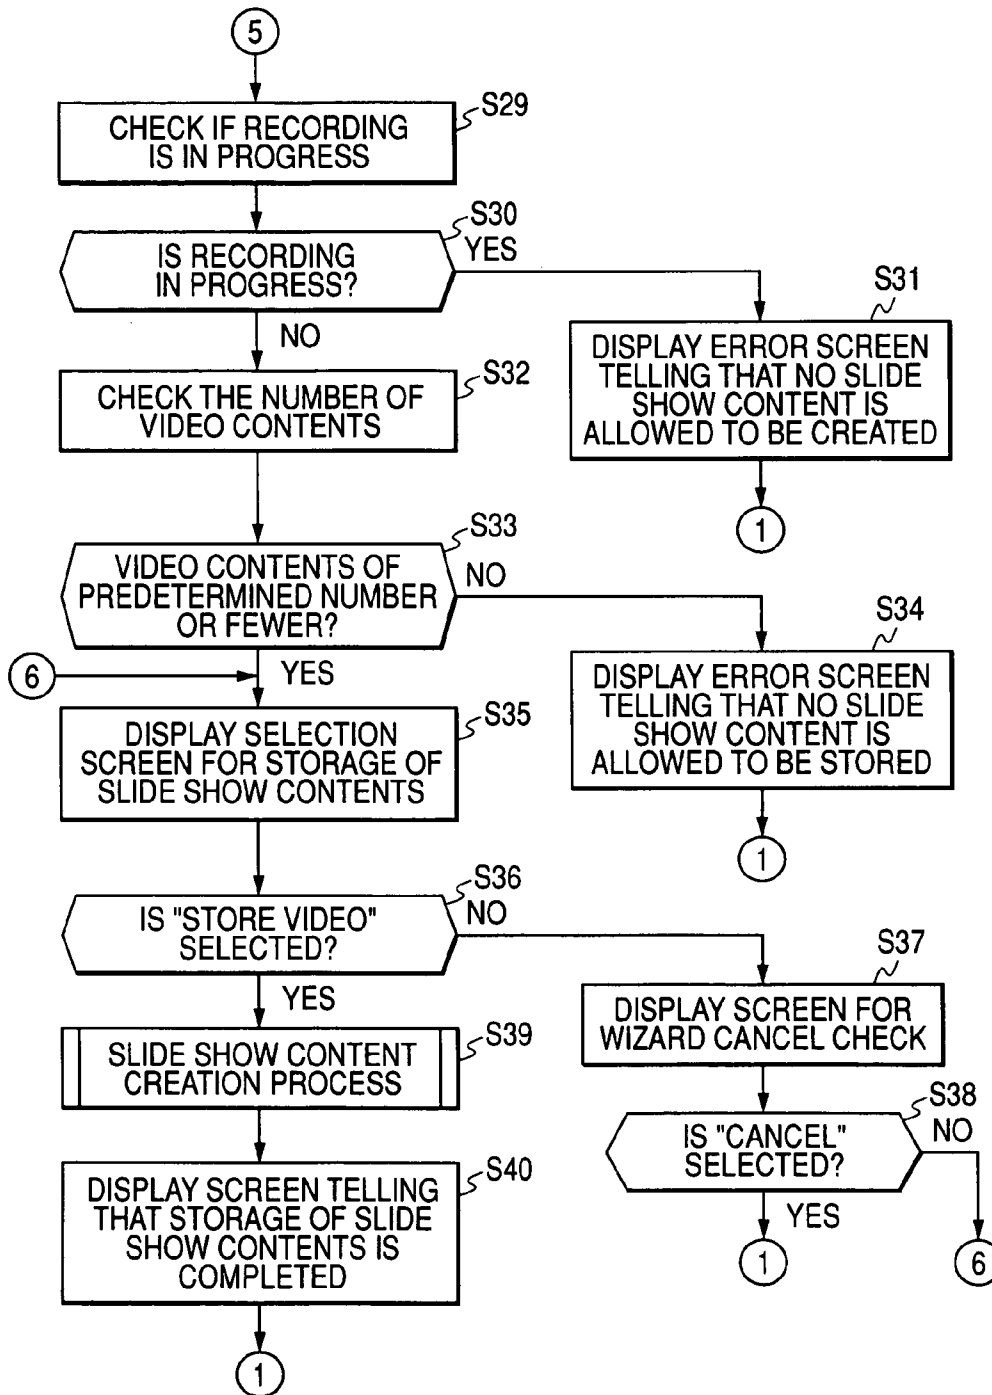 5
S29
CHECK IF RECORDING
IS IN PROGRESS
S30
IS RECORDING
IN PROGRESS?
YES
NO
S31
DISPLAY ERROR SCREEN
TELLING THAT NO SLIDE
SHOW CONTENT IS
ALLOWED TO BE CREATED
1
S32
CHECK THE NUMBER OF
VIDEO CONTENTS
S33
VIDEO CONTENTS OF
PREDETERMINED NUMBER
OR FEWER?
NO
YES
S34
DISPLAY ERROR SCREEN
TELLING THAT NO SLIDE
SHOW CONTENT IS
ALLOWED TO BE STORED
1
6
S35
DISPLAY SELECTION
SCREEN FOR STORAGE OF
SLIDE SHOW CONTENTS
S36
IS "STORE VIDEO"
SELECTED?
NO
YES
S37
DISPLAY SCREEN FOR
WIZARD CANCEL CHECK
S38
IS "CANCEL"
SELECTED?
NO
YES
1
6
S39
SLIDE SHOW CONTENT
CREATION PROCESS
S40
DISPLAY SCREEN TELLING
THAT STORAGE OF SLIDE
SHOW CONTENTS IS
COMPLETED
1